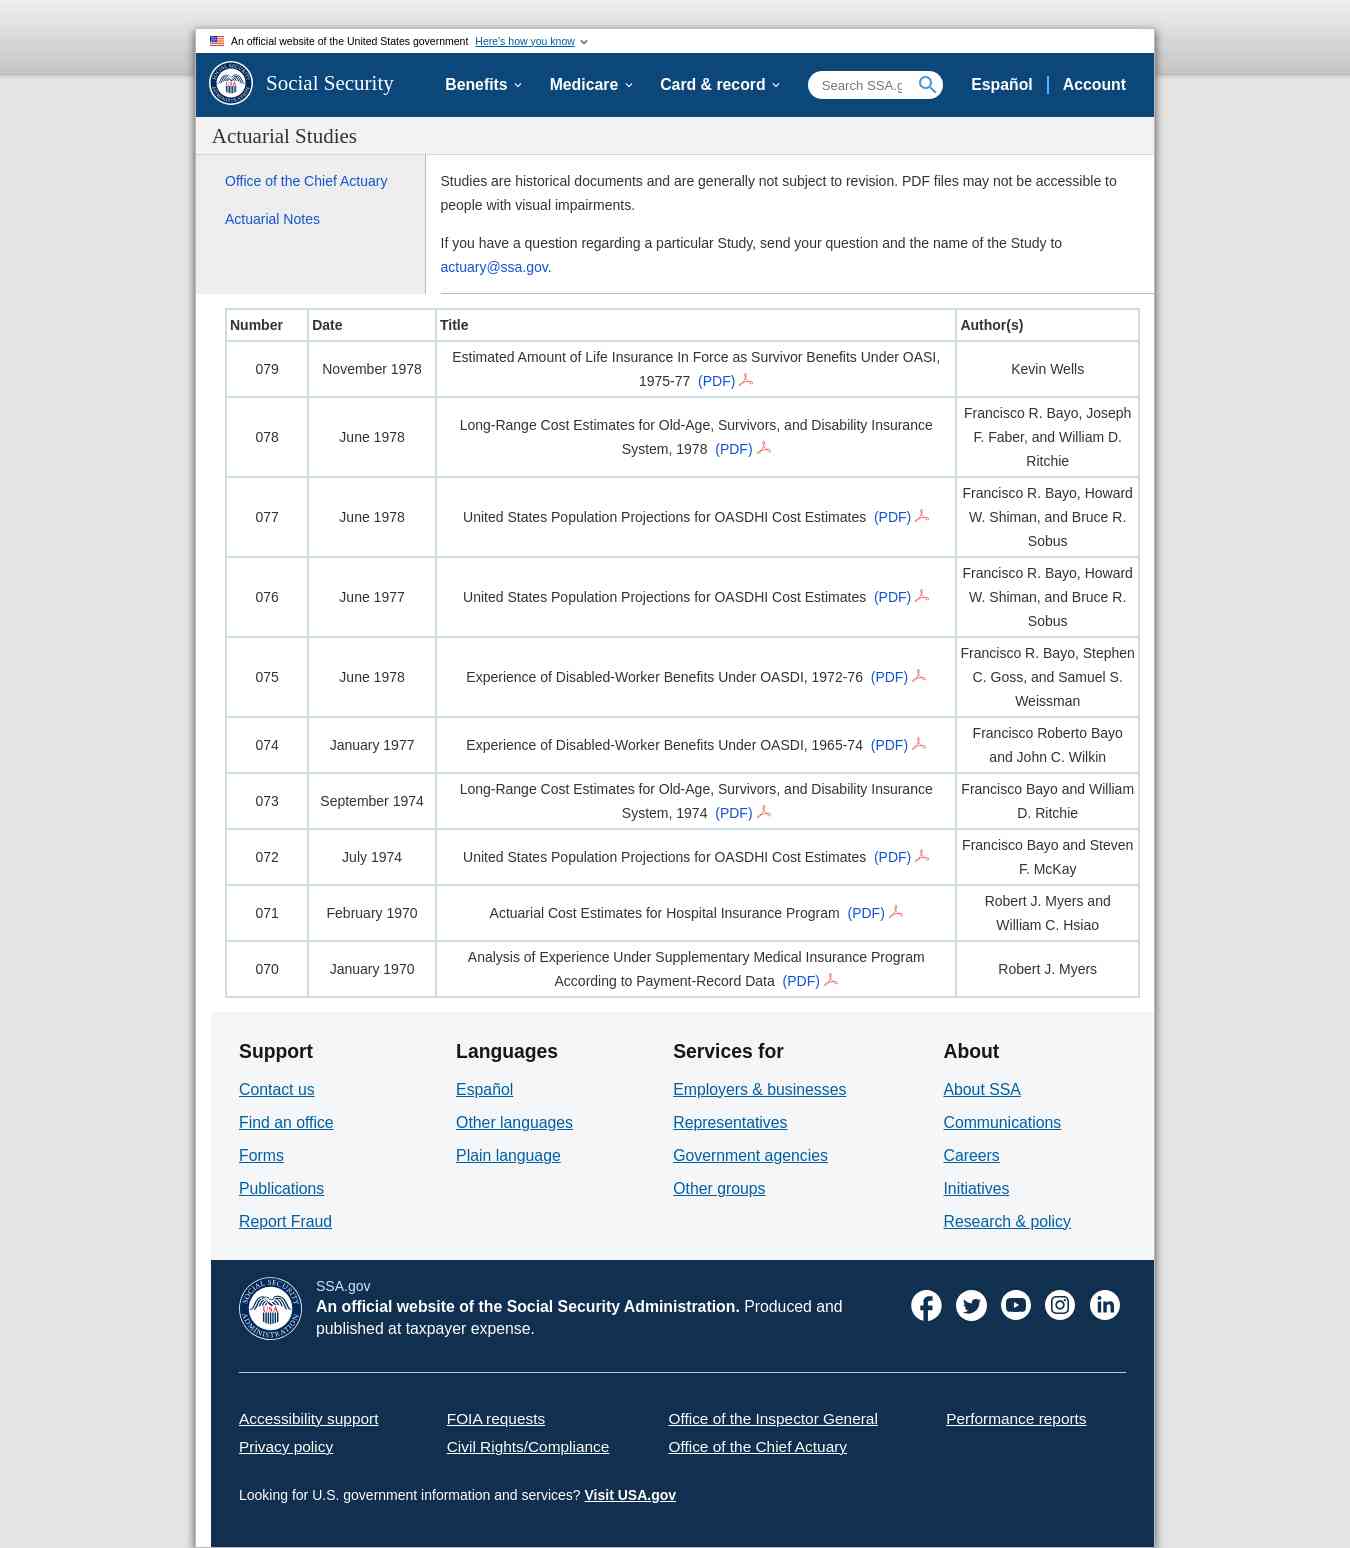 An official website of the United States government Here's how you know
Social Security
Benefits
Medicare
Card & record
Search SSA.g
Español
Account
Actuarial Studies
Office of the Chief Actuary
Actuarial Notes
Studies are historical documents and are generally not subject to revision. PDF files may not be accessible to
people with visual impairments.
If you have a question regarding a particular Study, send your question and the name of the Study to
actuary@ssa.gov.
Number Date Title Author(s)
079 November 1978 Estimated Amount of Life Insurance In Force as Survivor Benefits Under OASI,
1975-77 (PDF)
Kevin Wells
078 June 1978 Long-Range Cost Estimates for Old-Age, Survivors, and Disability Insurance
System, 1978 (PDF)
Francisco R. Bayo, Joseph
F. Faber, and William D.
Ritchie
077 June 1978 United States Population Projections for OASDHI Cost Estimates (PDF)
Francisco R. Bayo, Howard
W. Shiman, and Bruce R.
Sobus
076 June 1977 United States Population Projections for OASDHI Cost Estimates (PDF)
Francisco R. Bayo, Howard
W. Shiman, and Bruce R.
Sobus
075 June 1978 Experience of Disabled-Worker Benefits Under OASDI, 1972-76 (PDF)
Francisco R. Bayo, Stephen
C. Goss, and Samuel S.
Weissman
074 January 1977 Experience of Disabled-Worker Benefits Under OASDI, 1965-74 (PDF)
Francisco Roberto Bayo
and John C. Wilkin
073 September 1974 Long-Range Cost Estimates for Old-Age, Survivors, and Disability Insurance
System, 1974 (PDF)
Francisco Bayo and William
D. Ritchie
072 July 1974 United States Population Projections for OASDHI Cost Estimates (PDF)
Francisco Bayo and Steven
F. McKay
071 February 1970 Actuarial Cost Estimates for Hospital Insurance Program (PDF)
Robert J. Myers and
William C. Hsiao
070 January 1970 Analysis of Experience Under Supplementary Medical Insurance Program
According to Payment-Record Data (PDF)
Robert J. Myers
Support
Contact us
Find an office
Forms
Publications
Report Fraud
Languages
Español
Other languages
Plain language
Services for
Employers & businesses
Representatives
Government agencies
Other groups
About
About SSA
Communications
Careers
Initiatives
Research & policy
SOCIAL SECURITY
USA
ADMINISTRATION
SSA.gov
An official website of the Social Security Administration. Produced and
published at taxpayer expense.
Accessibility support FOIA requests Office of the Inspector General Performance reports
Privacy policy Civil Rights/Compliance Office of the Chief Actuary
Looking for U.S. government information and services? Visit USA.gov